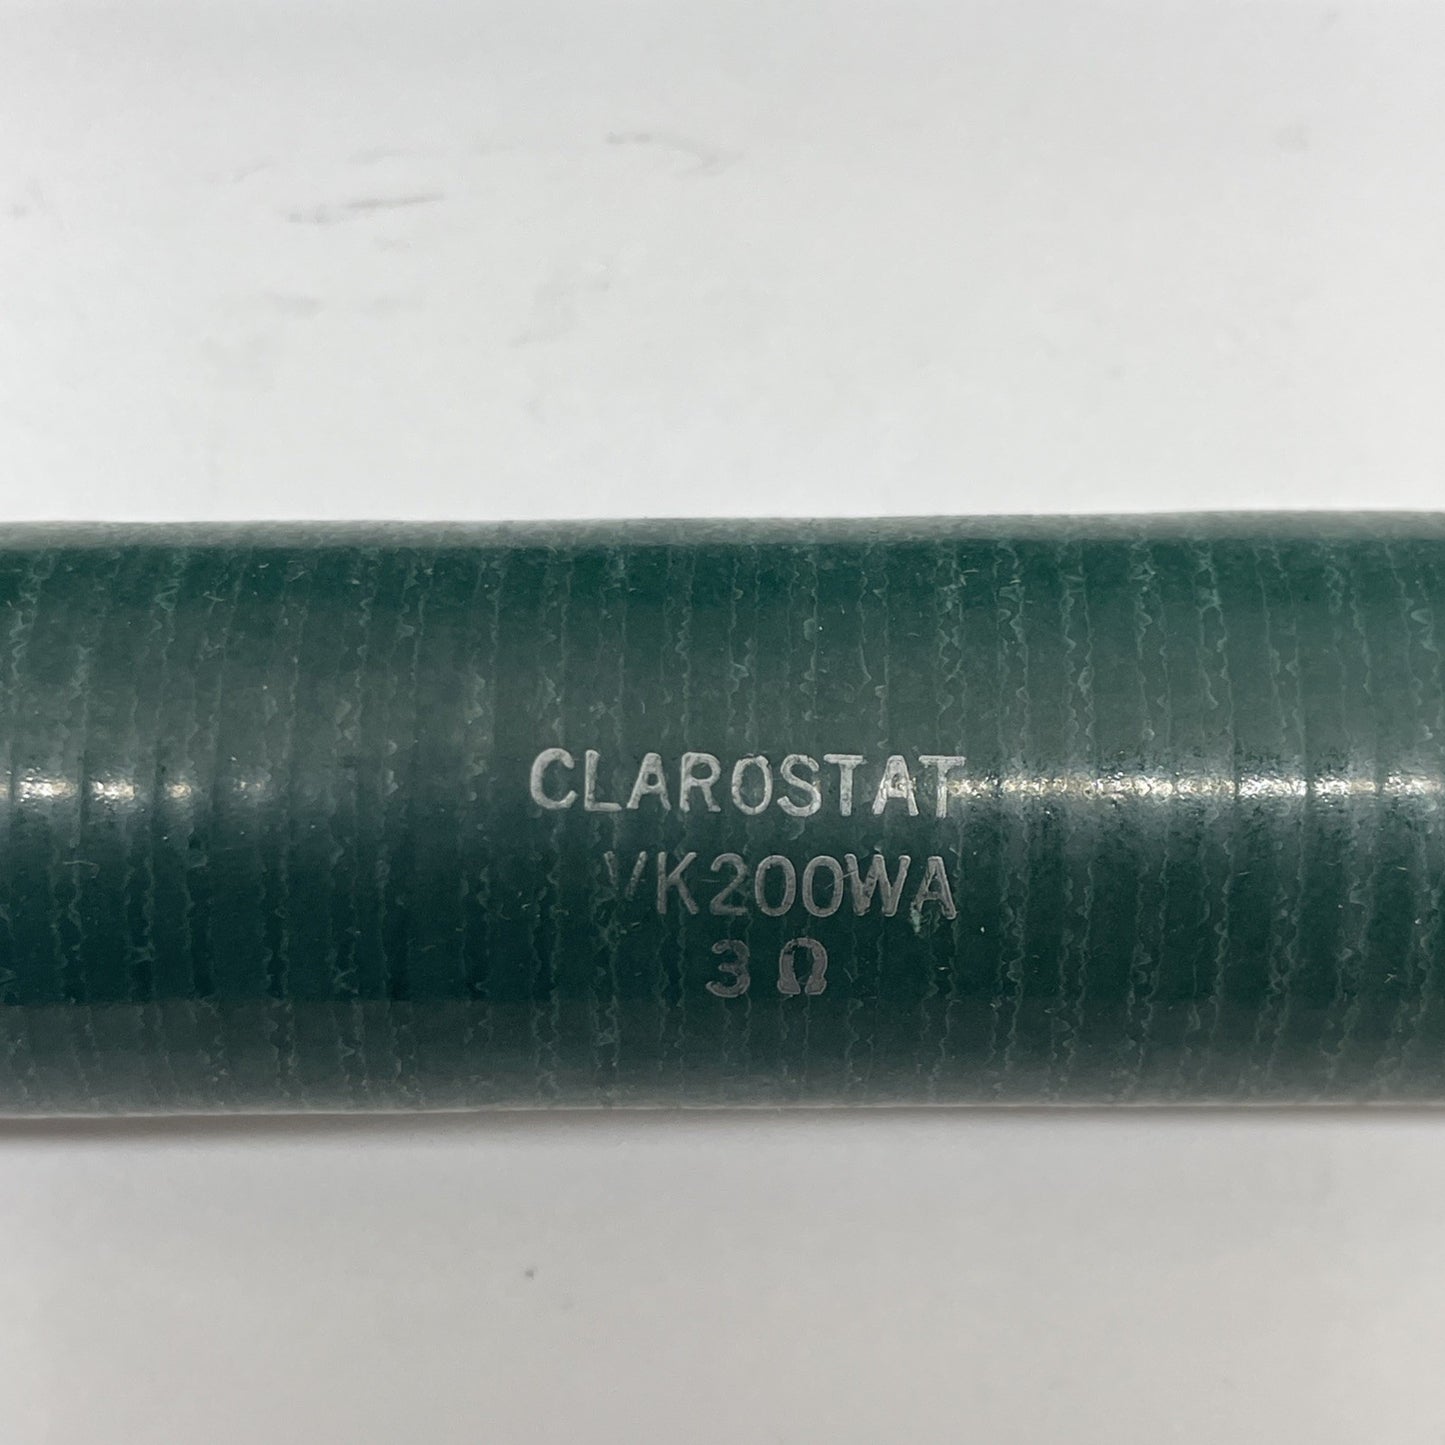 CLAROSTAT
VK200WA
3 Ω